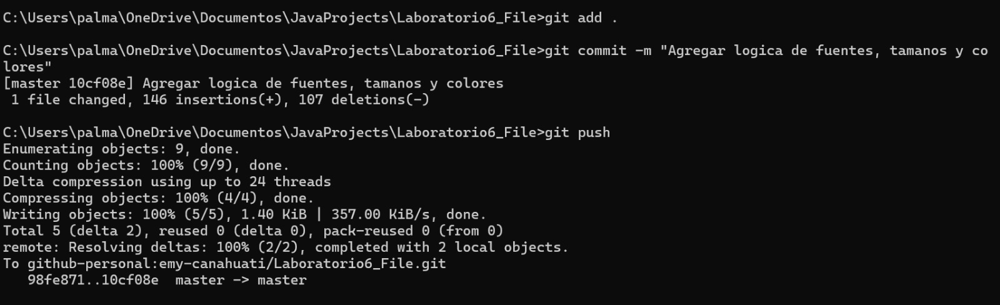 C:\Users\palma\OneDrive\Documentos\JavaProjects\Laboratorio6_File>git add .
C:\Users\palma\OneDrive\Documentos\JavaProjects\Laboratorio6_File>git commit -m "Agregar logica de fuentes, tamanos y co
lores"
[master 10cf08e] Agregar logica de fuentes, tamanos y colores
 1 file changed, 146 insertions(+), 107 deletions(-)
C:\Users\palma\OneDrive\Documentos\JavaProjects\Laboratorio6_File>git push
Enumerating objects: 9, done.
Counting objects: 100% (9/9), done.
Delta compression using up to 24 threads
Compressing objects: 100% (4/4), done.
Writing objects: 100% (5/5), 1.40 KiB | 357.00 KiB/s, done.
Total 5 (delta 2), reused 0 (delta 0), pack-reused 0 (from 0)
remote: Resolving deltas: 100% (2/2), completed with 2 local objects.
To github-personal:emy-canahuati/Laboratorio6_File.git
   98fe871..10cf08e  master -> master